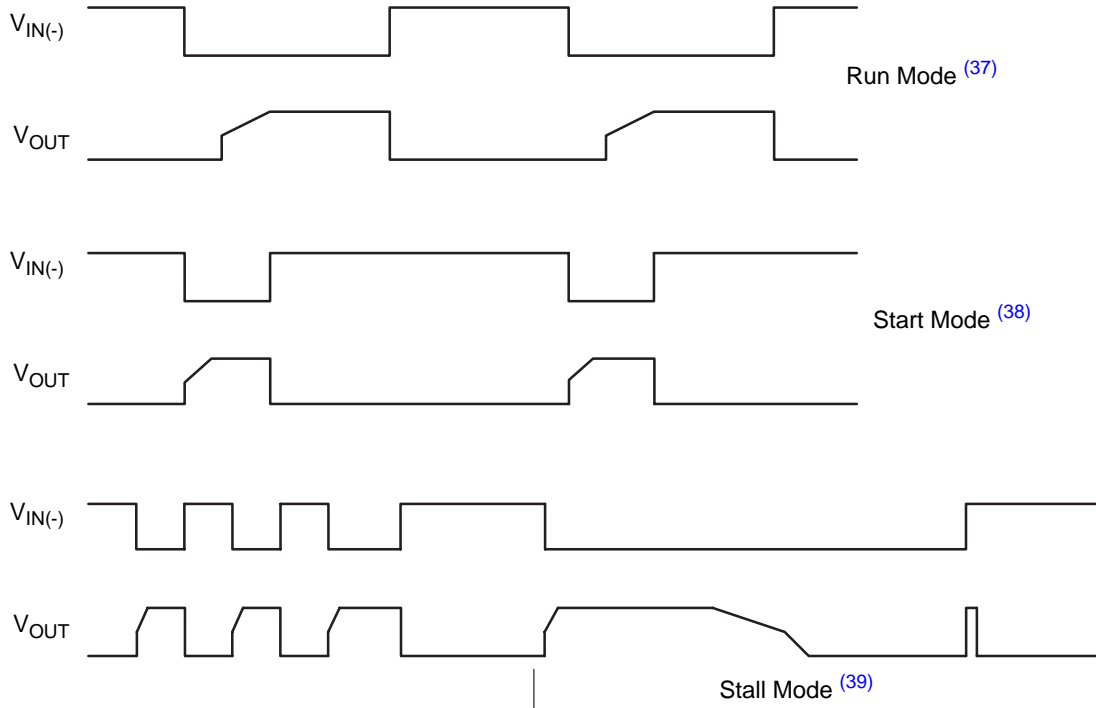 VIN(-)
Run Mode (37)
VOUT
VIN(-)
Start Mode (38)
VOUT
VIN(-)
VOUT
Stall Mode (39)